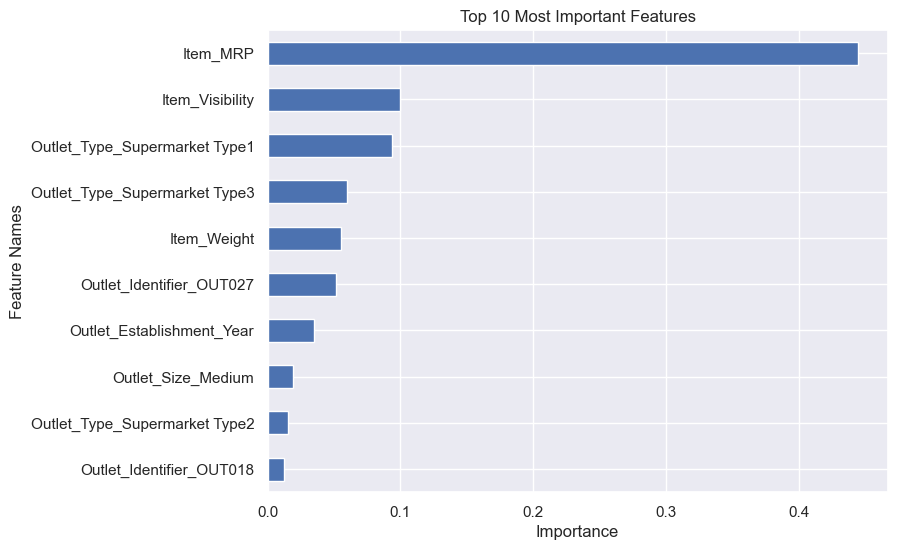 Top 10 Most Important Features
Item_MRP
Item_Visibility
Outlet_Type_Supermarket Type1
Outlet_Type_Supermarket Type3
Item_Weight
Outlet_Identifier_OUT027
Outlet_Establishment_Year
Outlet_Size_Medium
Outlet_Type_Supermarket Type2
Outlet_Identifier_OUT018
Feature Names
0.0 0.1 0.2 0.3 0.4
Importance